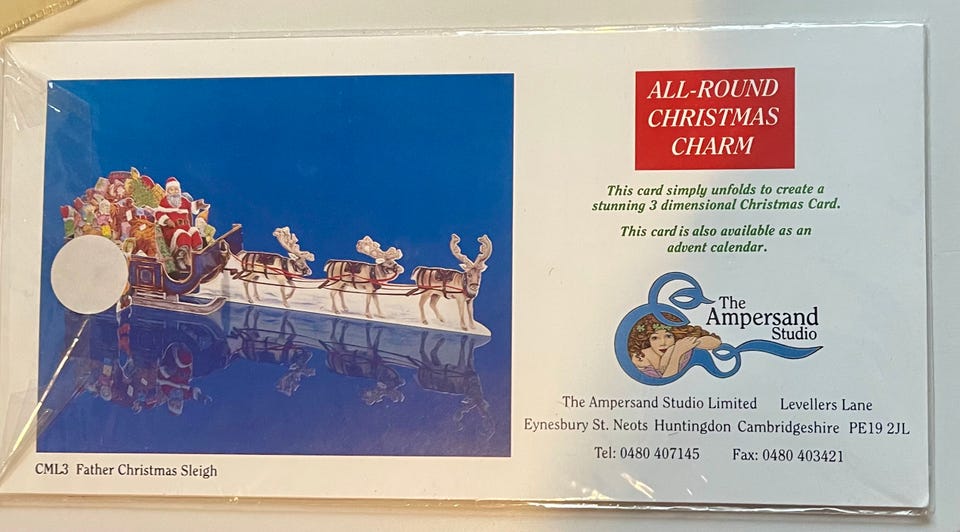 ALL-ROUND
CHRISTMAS
CHARM
This card simply unfolds to create a
stunning 3 dimensional Christmas Card.
This card is also available as an
advent calendar.
The
Ampersand
Studio
The Ampersand Studio Limited Levellers Lane
Eynesbury St. Neots Huntingdon Cambridgeshire PE19 2JL
Tel: 0480 407145 Fax: 0480 403421
CML3 Father Christmas Sleigh